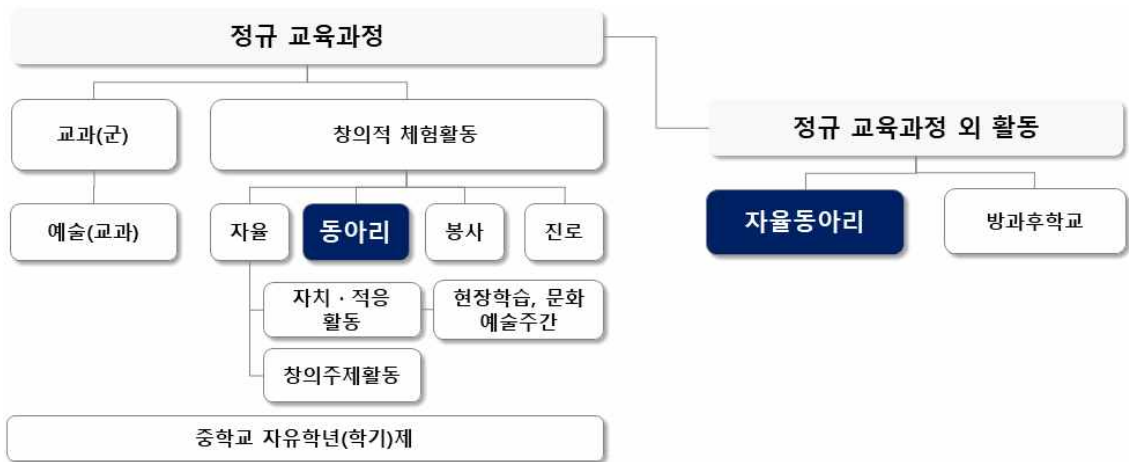 정규 교육과정
교과(군)
창의적 체험활동
정규 교육과정 외 활동
예술(교과)
자율
동아리
봉사
진로
자율동아리
방과후학교
자치·적응
활동
현장학습, 문화
예술주간
창의주제활동
중학교 자유학년(학기)제